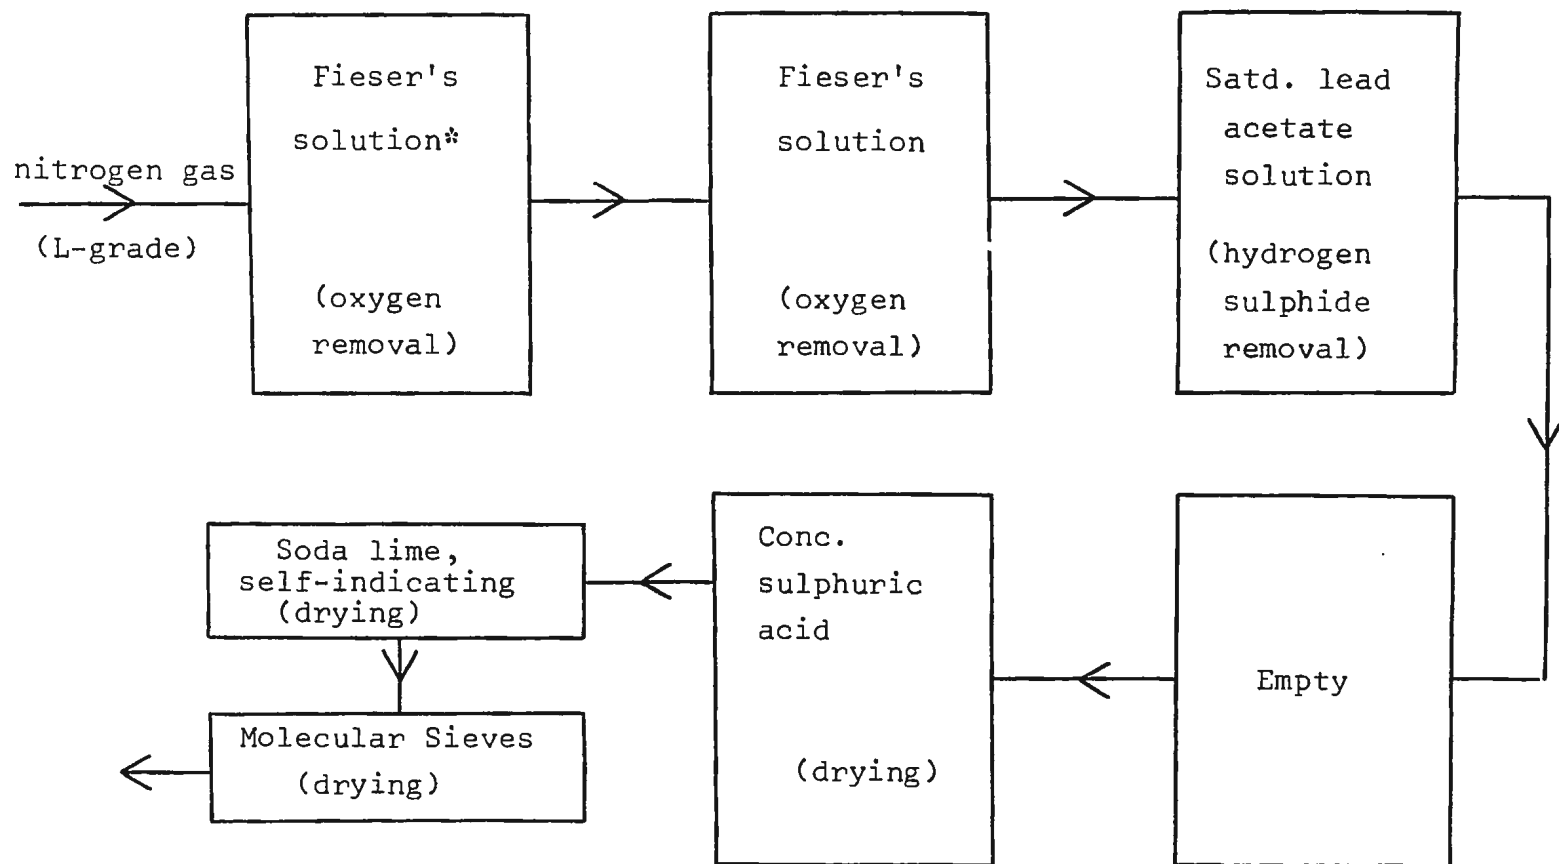 nitrogen gas
(L-grade)
Fieser's
solution*
(oxygen
removal)
Fieser's
solution
(oxygen
removal)
Satd. lead
acetate
solution
(hydrogen
sulphide
removal)
Empty
Conc.
sulphuric
acid
(drying)
Soda lime,
self-indicating
(drying)
Molecular Sieves
(drying)